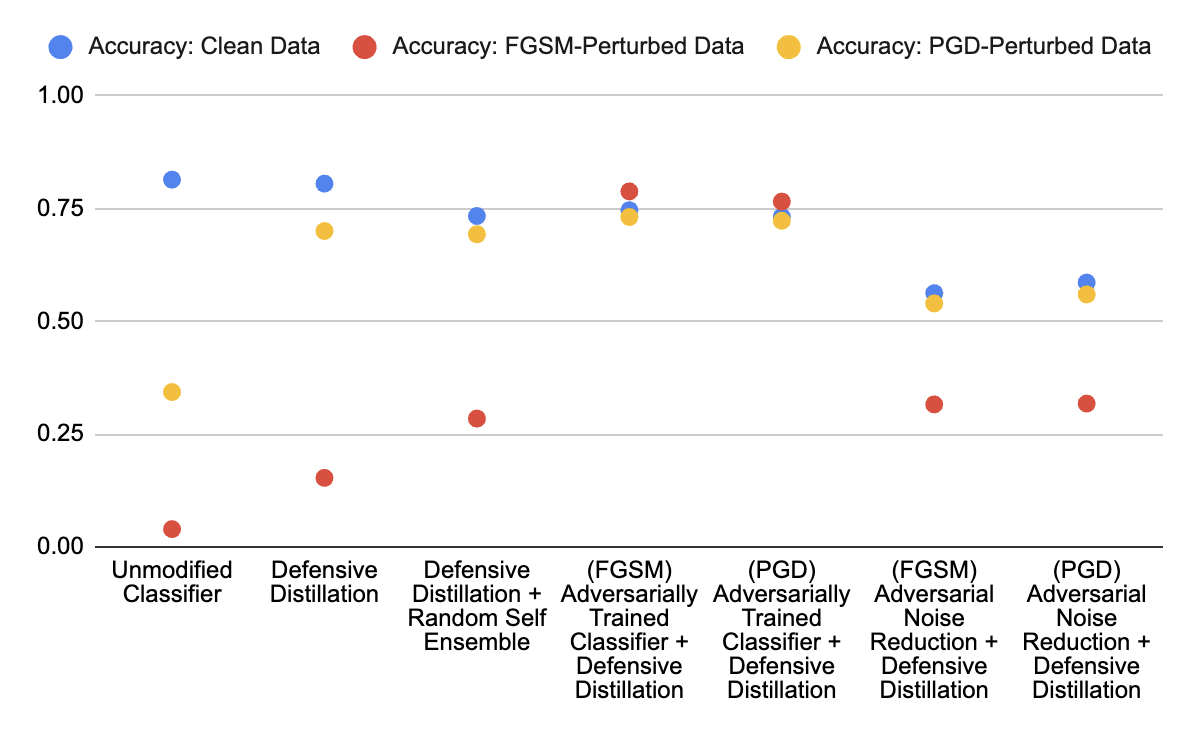 Accuracy: Clean Data
Accuracy: FGSM-Perturbed Data
Accuracy: PGD-Perturbed Data
1.00
0.75
0.50
0.25
0.00
Unmodified
Classifier
Defensive
Distillation
Defensive
Distillation +
Random Self
Ensemble
(FGSM)
Adversarially
Trained
Classifier +
Defensive
Distillation
(PGD)
Adversarially
Trained
Classifier +
Defensive
Distillation
(FGSM)
Adversarial
Noise
Reduction +
Defensive
Distillation
(PGD)
Adversarial
Noise
Reduction +
Defensive
Distillation